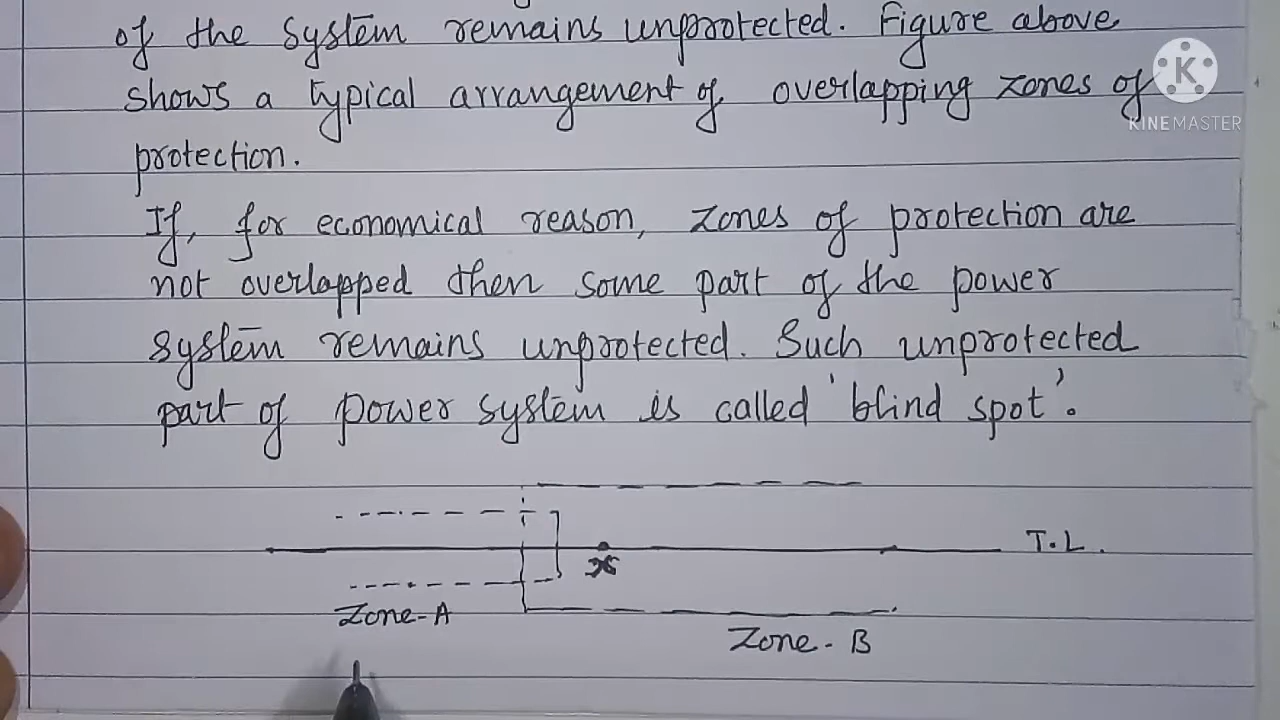 of the system remains unprotected. Figure above
shows a typical arrangement of overlapping zones of
K
KINEMASTER
protection.
If, for economical reason, zones of protection are
not overlapped then some part of the power
system remains unprotected. Such unprotected
part of power system is called 'blind spot'.
T.L.
x
Zone-A
Zone-B